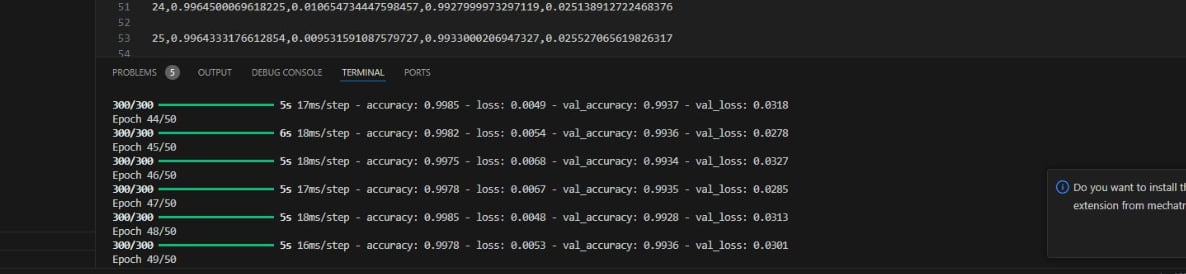 51 24,0.9964500069618225,0.010654734447598457,0.9927999973297119,0.025138912722468376
52
53 25,0.9964333176612854,0.009531591087579727,0.9933000206947327,0.025527065619826317
54
PROBLEMS 5 OUTPUT DEBUG CONSOLE TERMINAL PORTS
300/300 5s 17ms/step - accuracy: 0.9985 - loss: 0.0049 - val_accuracy: 0.9937 - val_loss: 0.0318
Epoch 44/50
300/300 6s 18ms/step - accuracy: 0.9982 - loss: 0.0054 - val_accuracy: 0.9936 - val_loss: 0.0278
Epoch 45/50
300/300 5s 18ms/step - accuracy: 0.9975 - loss: 0.0068 - val_accuracy: 0.9934 - val_loss: 0.0327
Epoch 46/50
300/300 5s 17ms/step - accuracy: 0.9978 - loss: 0.0067 - val_accuracy: 0.9935 - val_loss: 0.0285
Epoch 47/50
300/300 5s 18ms/step - accuracy: 0.9985 - loss: 0.0048 - val_accuracy: 0.9928 - val_loss: 0.0313
Epoch 48/50
300/300 5s 16ms/step - accuracy: 0.9978 - loss: 0.0053 - val_accuracy: 0.9936 - val_loss: 0.0301
Epoch 49/50
Do you want to install th
extension from mechatr